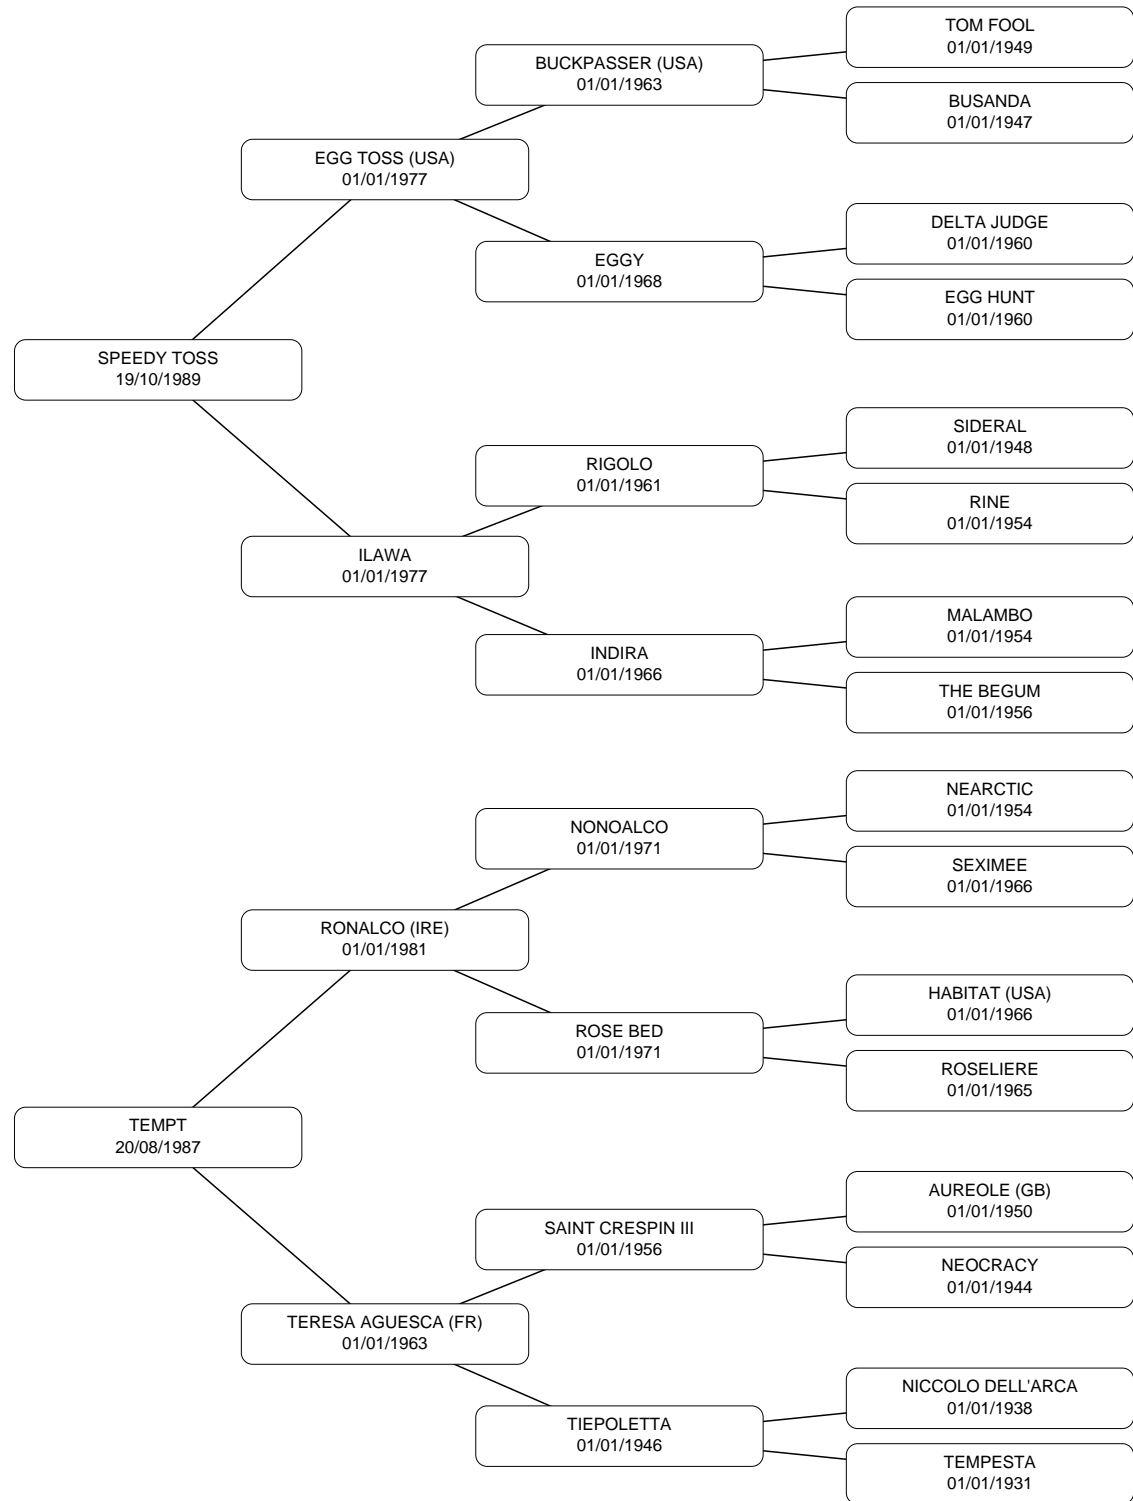 TOM FOOL
01/01/1949
BUCKPASSER (USA)
01/01/1963
BUSANDA
01/01/1947
EGG TOSS (USA)
01/01/1977
DELTA JUDGE
01/01/1960
EGGY
01/01/1968
EGG HUNT
01/01/1960
SPEEDY TOSS
19/10/1989
SIDERAL
01/01/1948
RIGOLO
01/01/1961
RINE
01/01/1954
ILAWA
01/01/1977
MALAMBO
01/01/1954
INDIRA
01/01/1966
THE BEGUM
01/01/1956
NEARCTIC
01/01/1954
NONOALCO
01/01/1971
SEXIMEE
01/01/1966
RONALCO (IRE)
01/01/1981
HABITAT (USA)
01/01/1966
ROSE BED
01/01/1971
ROSELIERE
01/01/1965
TEMPT
20/08/1987
AUREOLE (GB)
01/01/1950
SAINT CRESPIN III
01/01/1956
NEOCRACY
01/01/1944
TERESA AGUESCA (FR)
01/01/1963
NICCOLO DELL'ARCA
01/01/1938
TIEPOLETTA
01/01/1946
TEMPESTA
01/01/1931